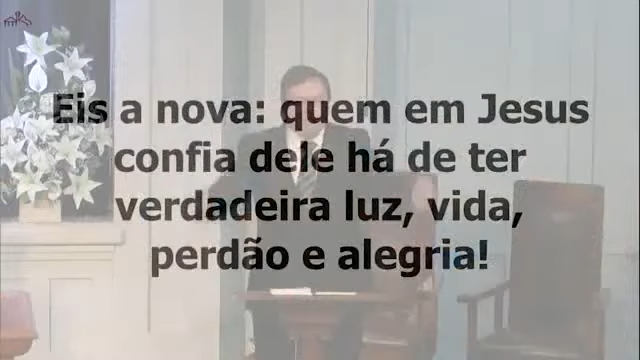 Eis a nova: quem em Jesus
confia dele há de ter
verdadeira luz, vida,
perdão e alegria!